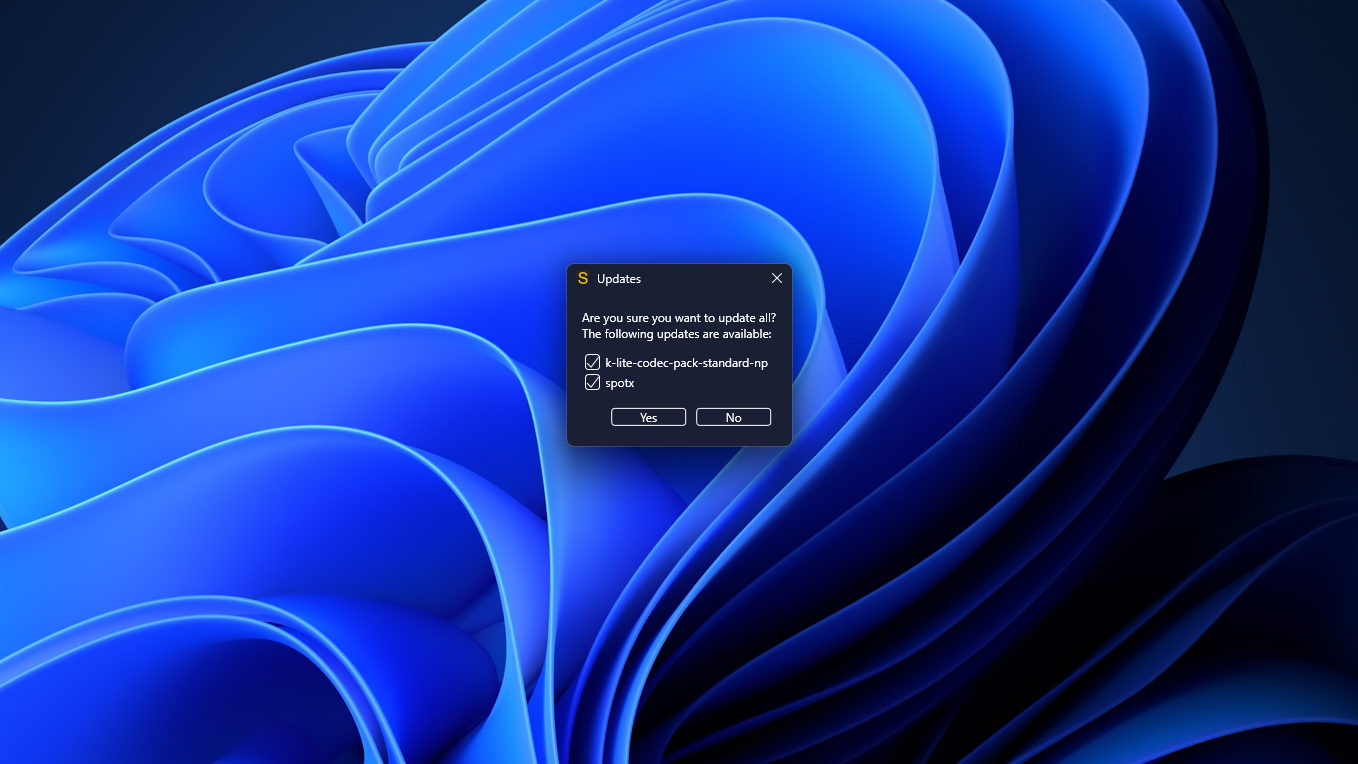 S Updates
Are you sure you want to update all?
The following updates are available:
k-lite-codec-pack-standard-np
spotx
Yes No